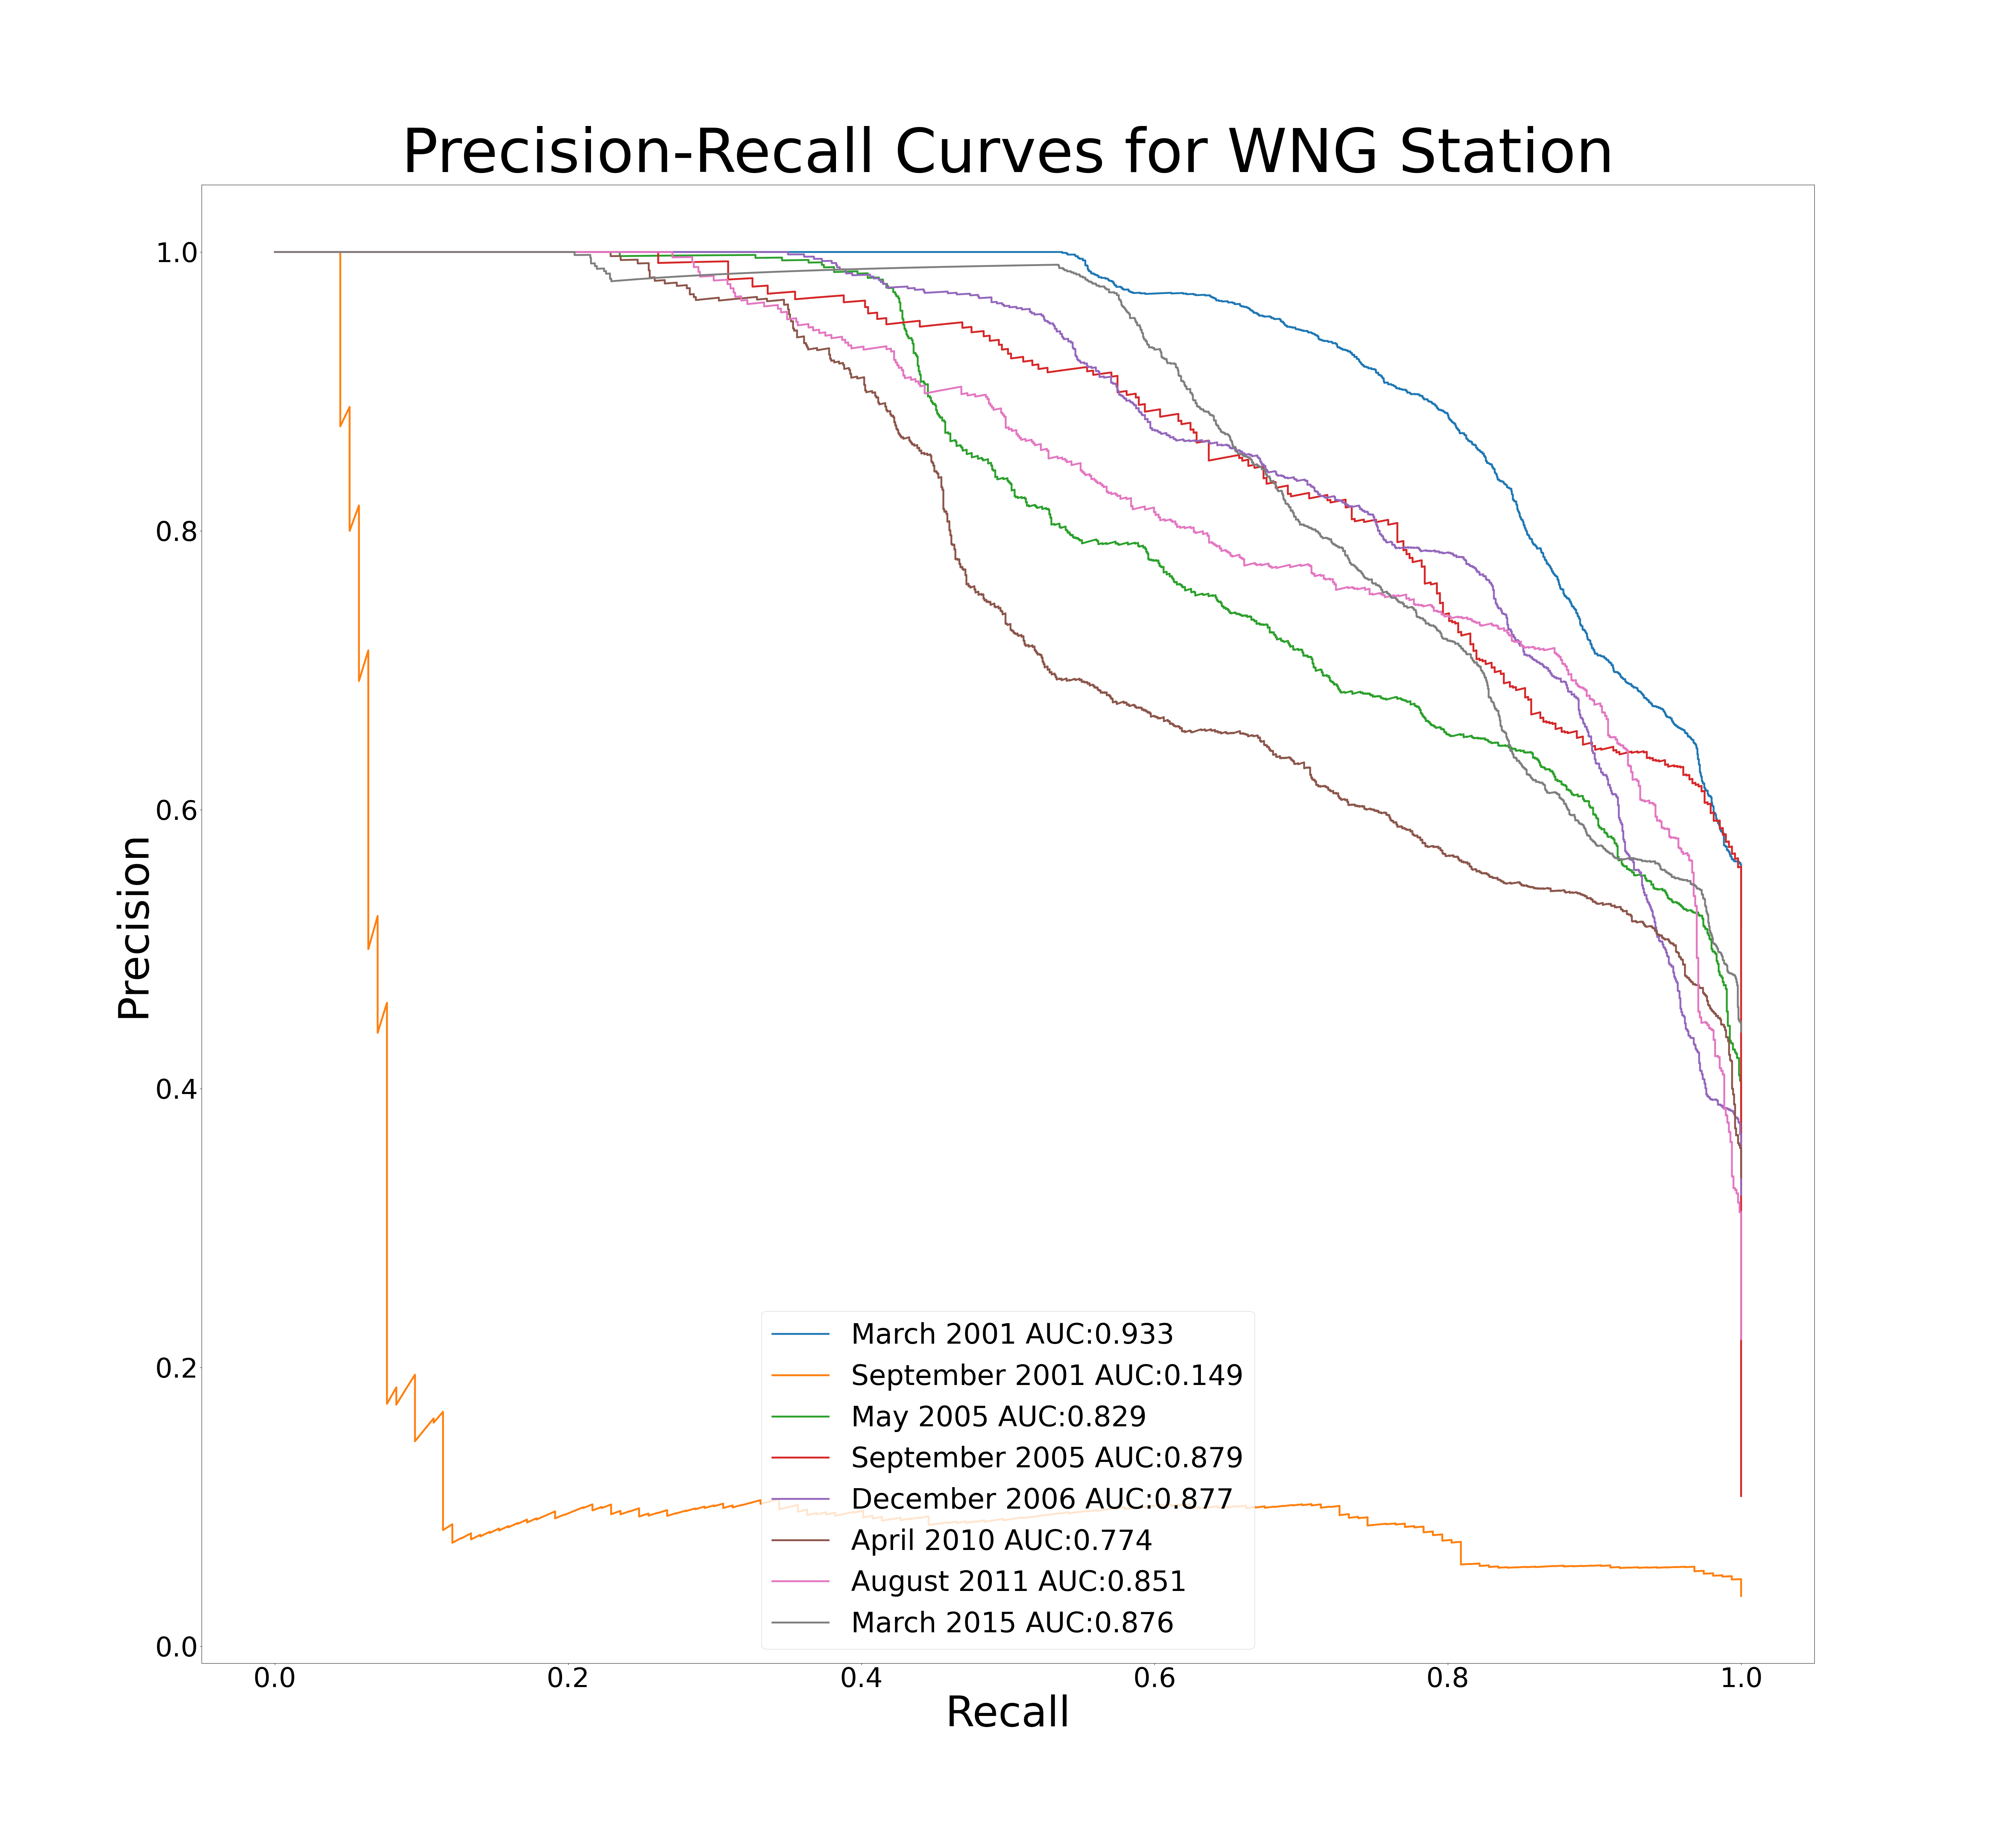 Precision-Recall Curves for WNG Station
1.0
0.8
0.6
0.4
0.2
0.0
Precision
March 2001 AUC:0.933
September 2001 AUC:0.149
May 2005 AUC:0.829
September 2005 AUC:0.879
December 2006 AUC:0.877
April 2010 AUC:0.774
August 2011 AUC:0.851
March 2015 AUC:0.876
0.0 0.2 0.4 0.6 0.8 1.0
Recall